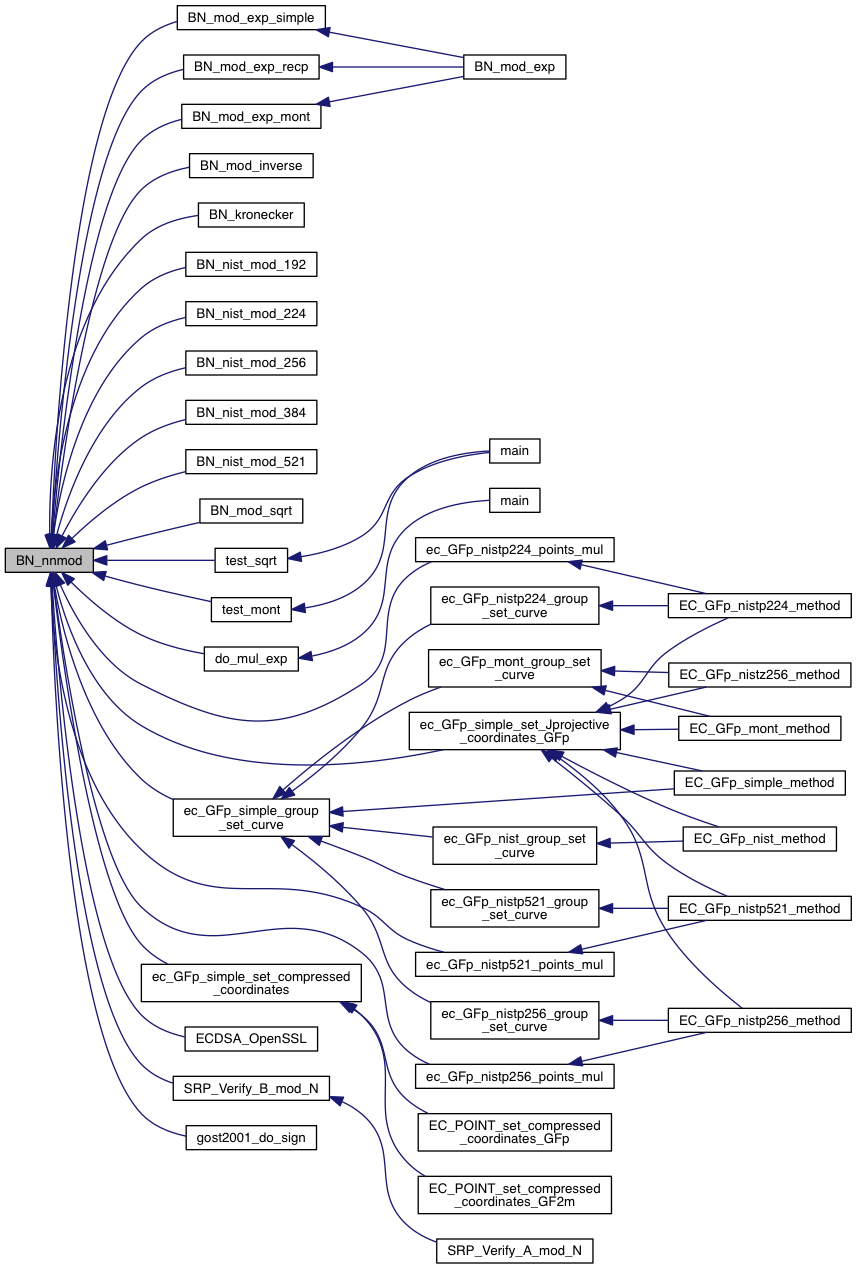 BN_mod_exp_simple
BN_mod_exp_recp
BN_mod_exp
BN_mod_exp_mont
BN_mod_inverse
BN_kronecker
BN_nist_mod_192
BN_nist_mod_224
BN_nist_mod_256
BN_nist_mod_384
BN_nist_mod_521
BN_mod_sqrt
BN_nnmod
test_sqrt
test_mont
do_mul_exp
main
main
ec_GFp_nistp224_points_mul
ec_GFp_nistp224_group
_set_curve
ec_GFp_mont_group_set
_curve
ec_GFp_simple_set_Jprojective
_coordinates_GFp
EC_GFp_nistp224_method
EC_GFp_nistz256_method
EC_GFp_mont_method
EC_GFp_simple_method
ec_GFp_simple_group
_set_curve
ec_GFp_nist_group_set
_curve
EC_GFp_nist_method
ec_GFp_nistp521_group
_set_curve
EC_GFp_nistp521_method
ec_GFp_nistp521_points_mul
ec_GFp_simple_set_compressed
_coordinates
ec_GFp_nistp256_group
_set_curve
EC_GFp_nistp256_method
ECDSA_OpenSSL
ec_GFp_nistp256_points_mul
SRP_Verify_B_mod_N
EC_POINT_set_compressed
_coordinates_GFp
gost2001_do_sign
EC_POINT_set_compressed
_coordinates_GF2m
SRP_Verify_A_mod_N